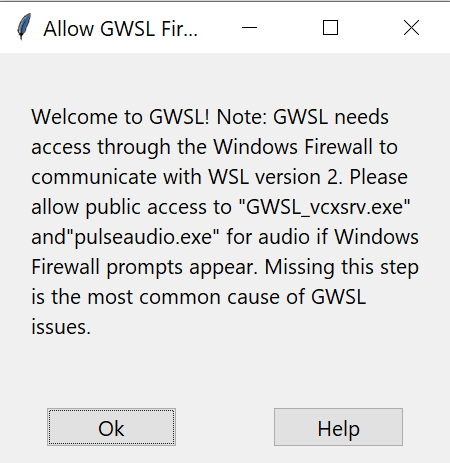 Allow GWSL Fir...
Welcome to GWSL! Note: GWSL needs
access through the Windows Firewall to
communicate with WSL version 2. Please
allow public access to "GWSL_vcxsrv.exe"
and"pulseaudio.exe" for audio if Windows
Firewall prompts appear. Missing this step
is the most common cause of GWSL
issues.
Ok Help